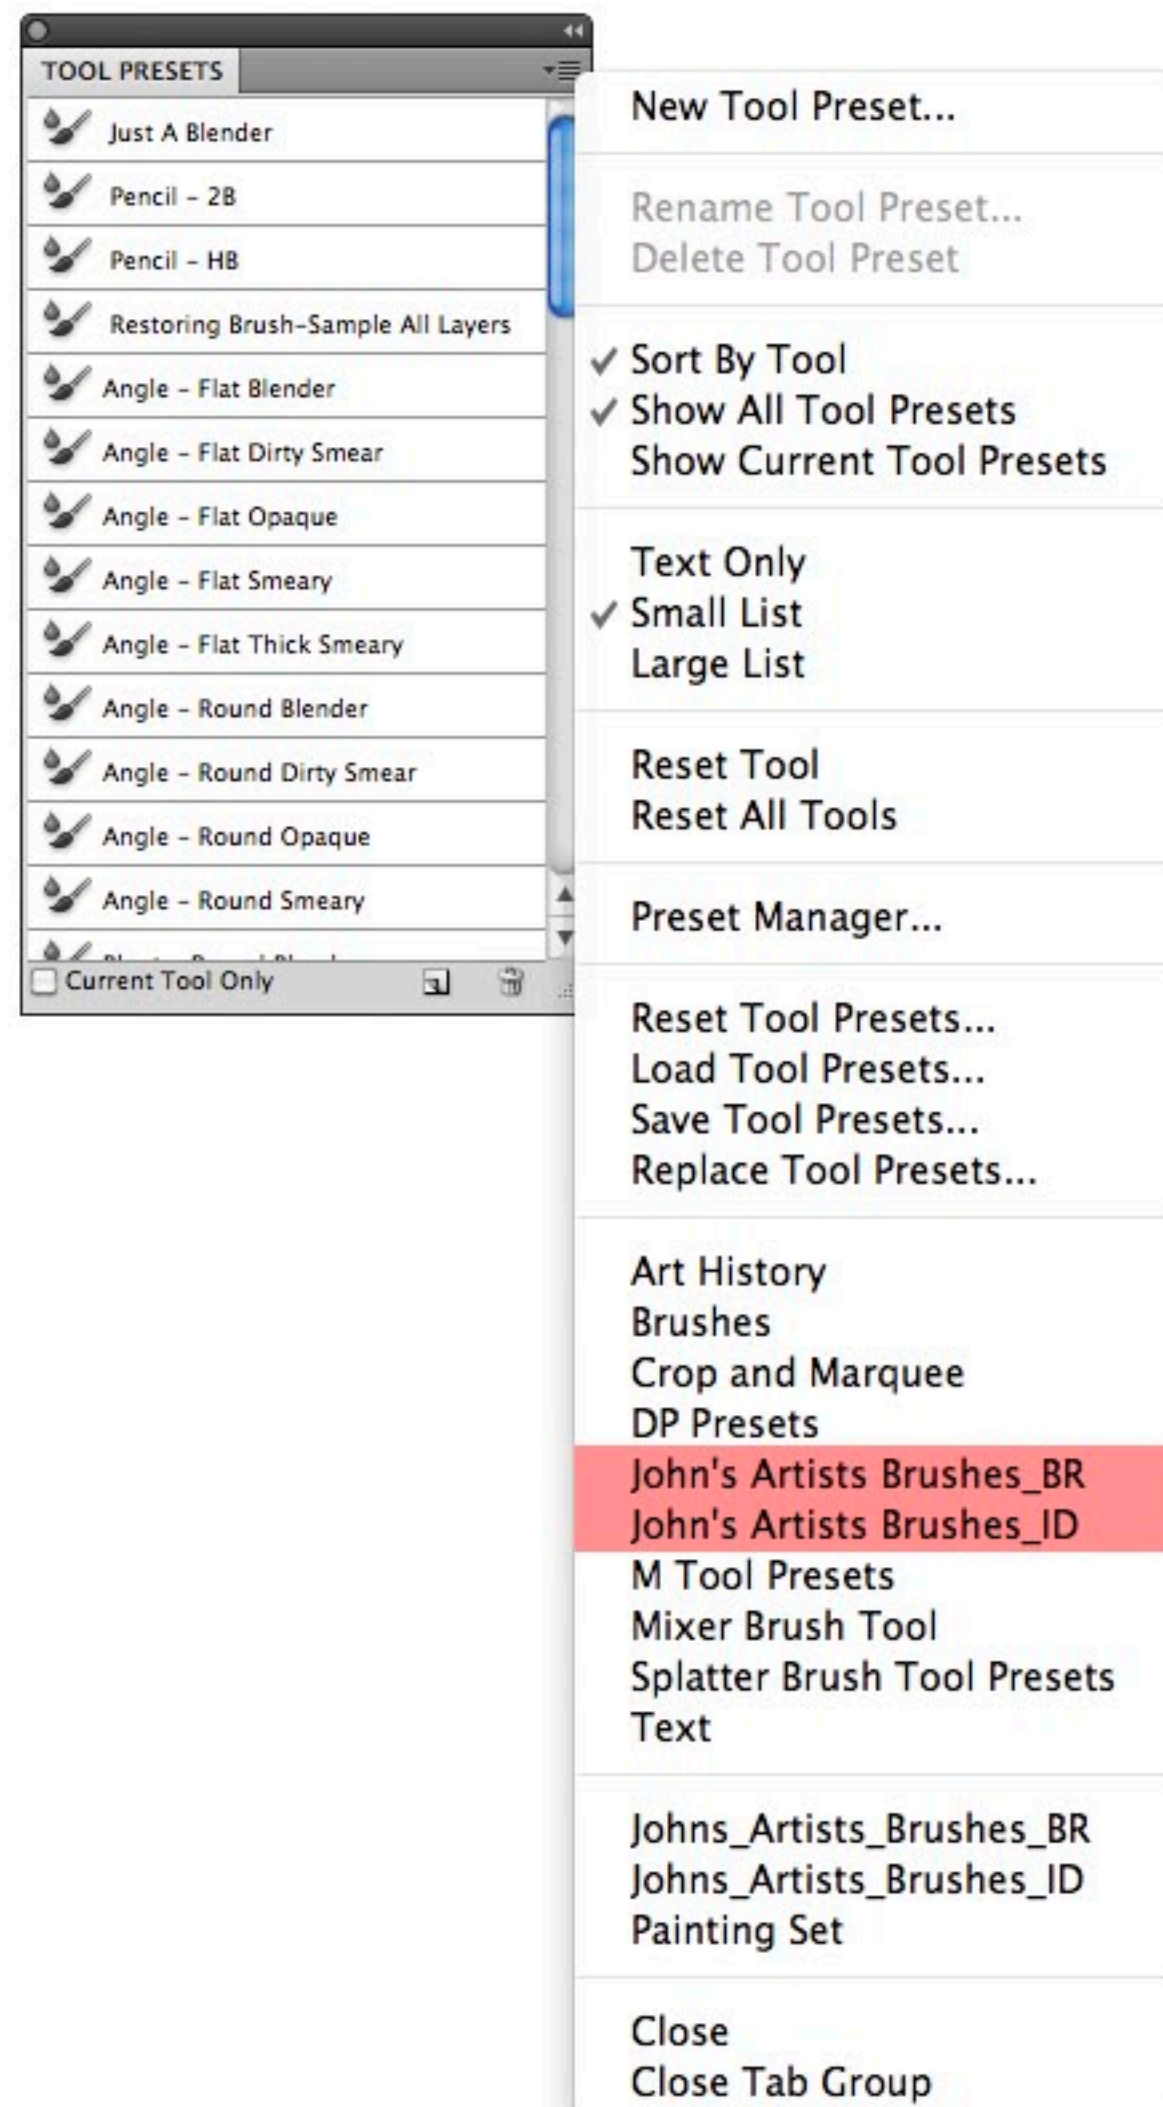 TOOL PRESETS
Just A Blender
Pencil – 2B
Pencil – HB
Restoring Brush–Sample All Layers
Angle – Flat Blender
Angle – Flat Dirty Smear
Angle – Flat Opaque
Angle – Flat Smeary
Angle – Flat Thick Smeary
Angle – Round Blender
Angle – Round Dirty Smear
Angle – Round Opaque
Angle – Round Smeary
Current Tool Only
New Tool Preset...
Rename Tool Preset...
Delete Tool Preset
Sort By Tool
Show All Tool Presets
Show Current Tool Presets
Text Only
Small List
Large List
Reset Tool
Reset All Tools
Preset Manager...
Reset Tool Presets...
Load Tool Presets...
Save Tool Presets...
Replace Tool Presets...
Art History
Brushes
Crop and Marquee
DP Presets
John's Artists Brushes_BR
John's Artists Brushes_ID
M Tool Presets
Mixer Brush Tool
Splatter Brush Tool Presets
Text
Johns_Artists_Brushes_BR
Johns_Artists_Brushes_ID
Painting Set
Close
Close Tab Group